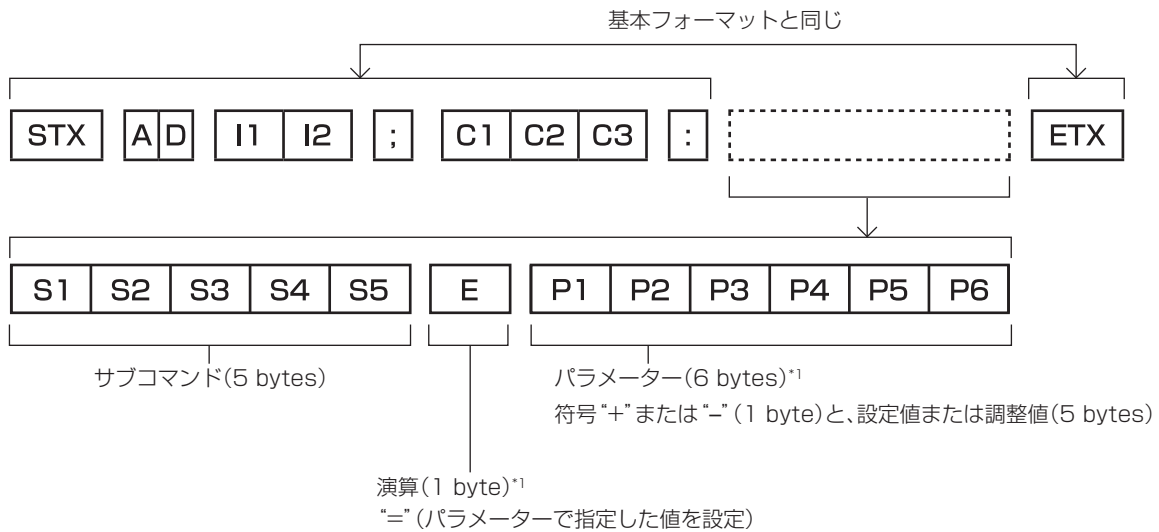 基本フォーマットと同じ
STX A D I1 I2 ; C1 C2 C3 : ETX
S1 S2 S3 S4 S5 E P1 P2 P3 P4 P5 P6
サブコマンド(5 bytes)
パラメーター(6 bytes)*1
符号“+”または“–”(1 byte)と、設定値または調整値(5 bytes)
演算(1 byte)*1
“=”(パラメーターで指定した値を設定)